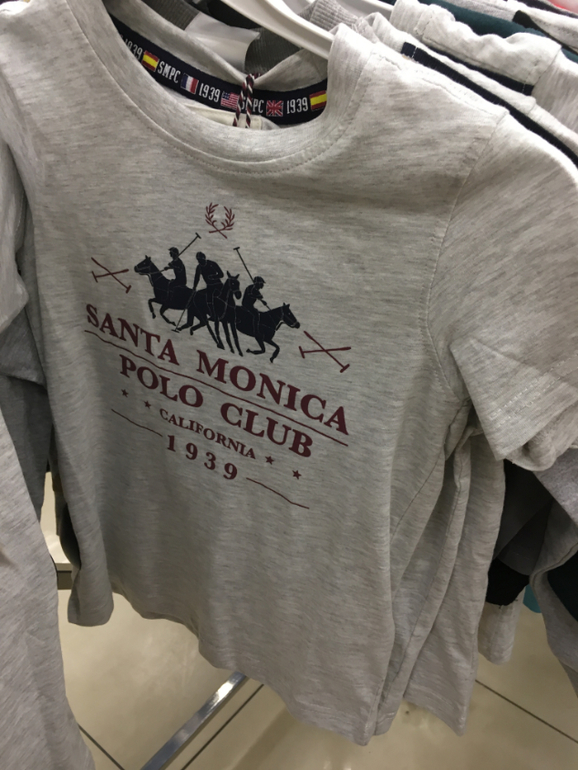 SMPC 1939 SMPC 1939
SANTA MONICA
POLO CLUB
CALIFORNIA
1939